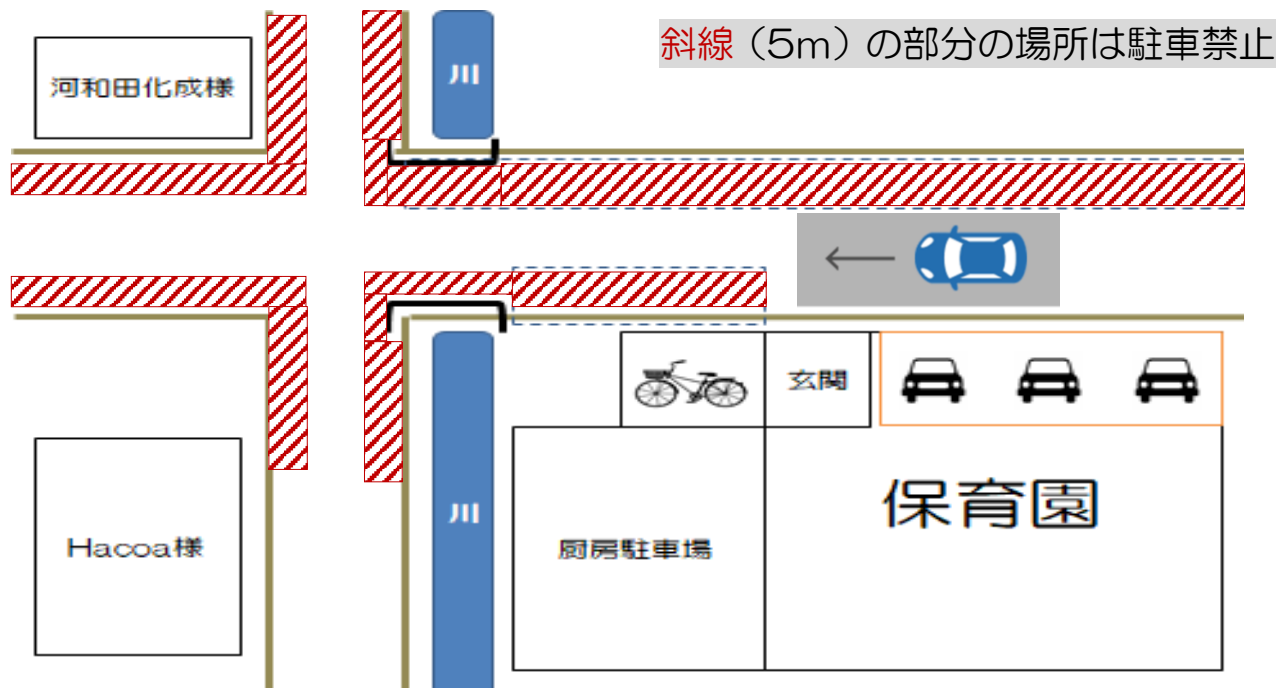 斜線（5m）の部分の場所は駐車禁止
河和田化成様
川
玄関
保育園
川
Hacoa様
厨房駐車場